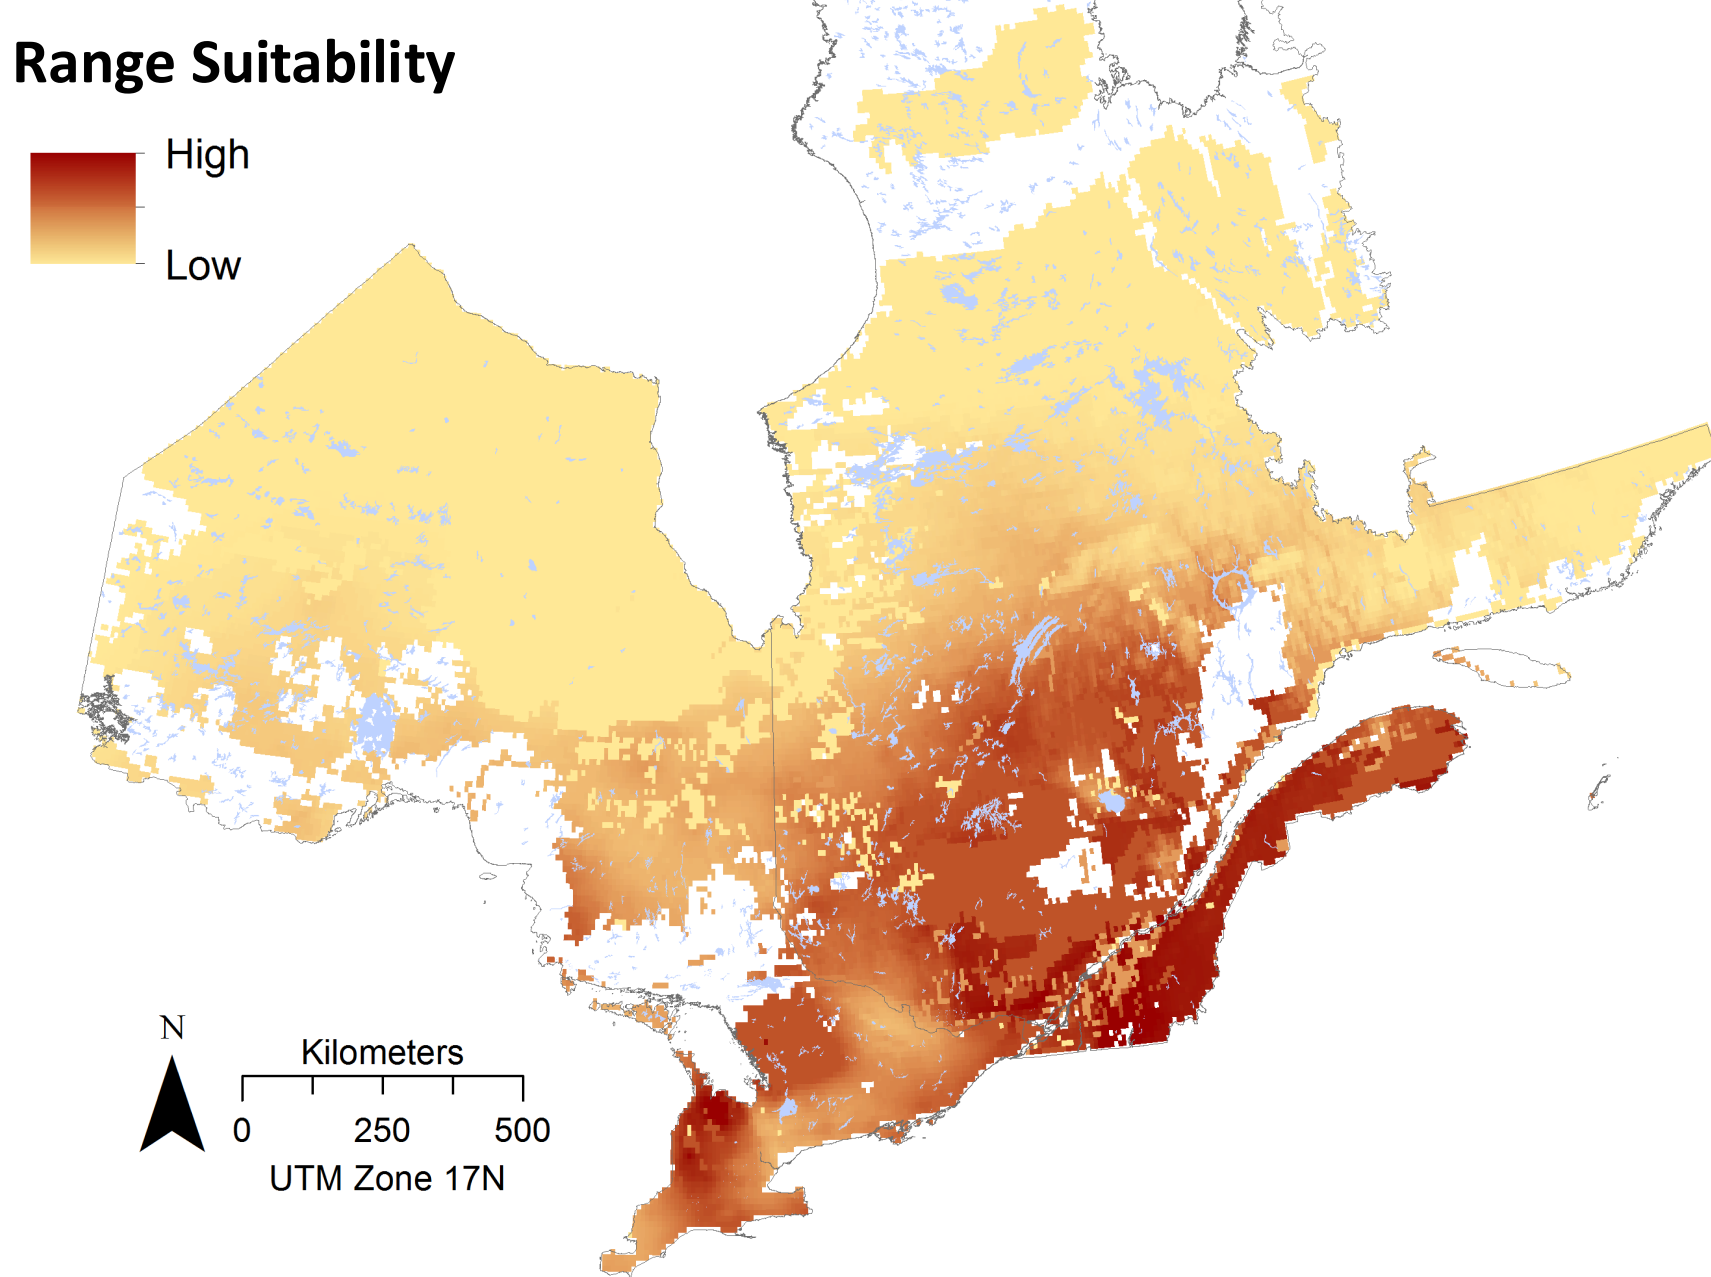 Range Suitability
High
Low
N
Kilometers
0 250 500
UTM Zone 17N